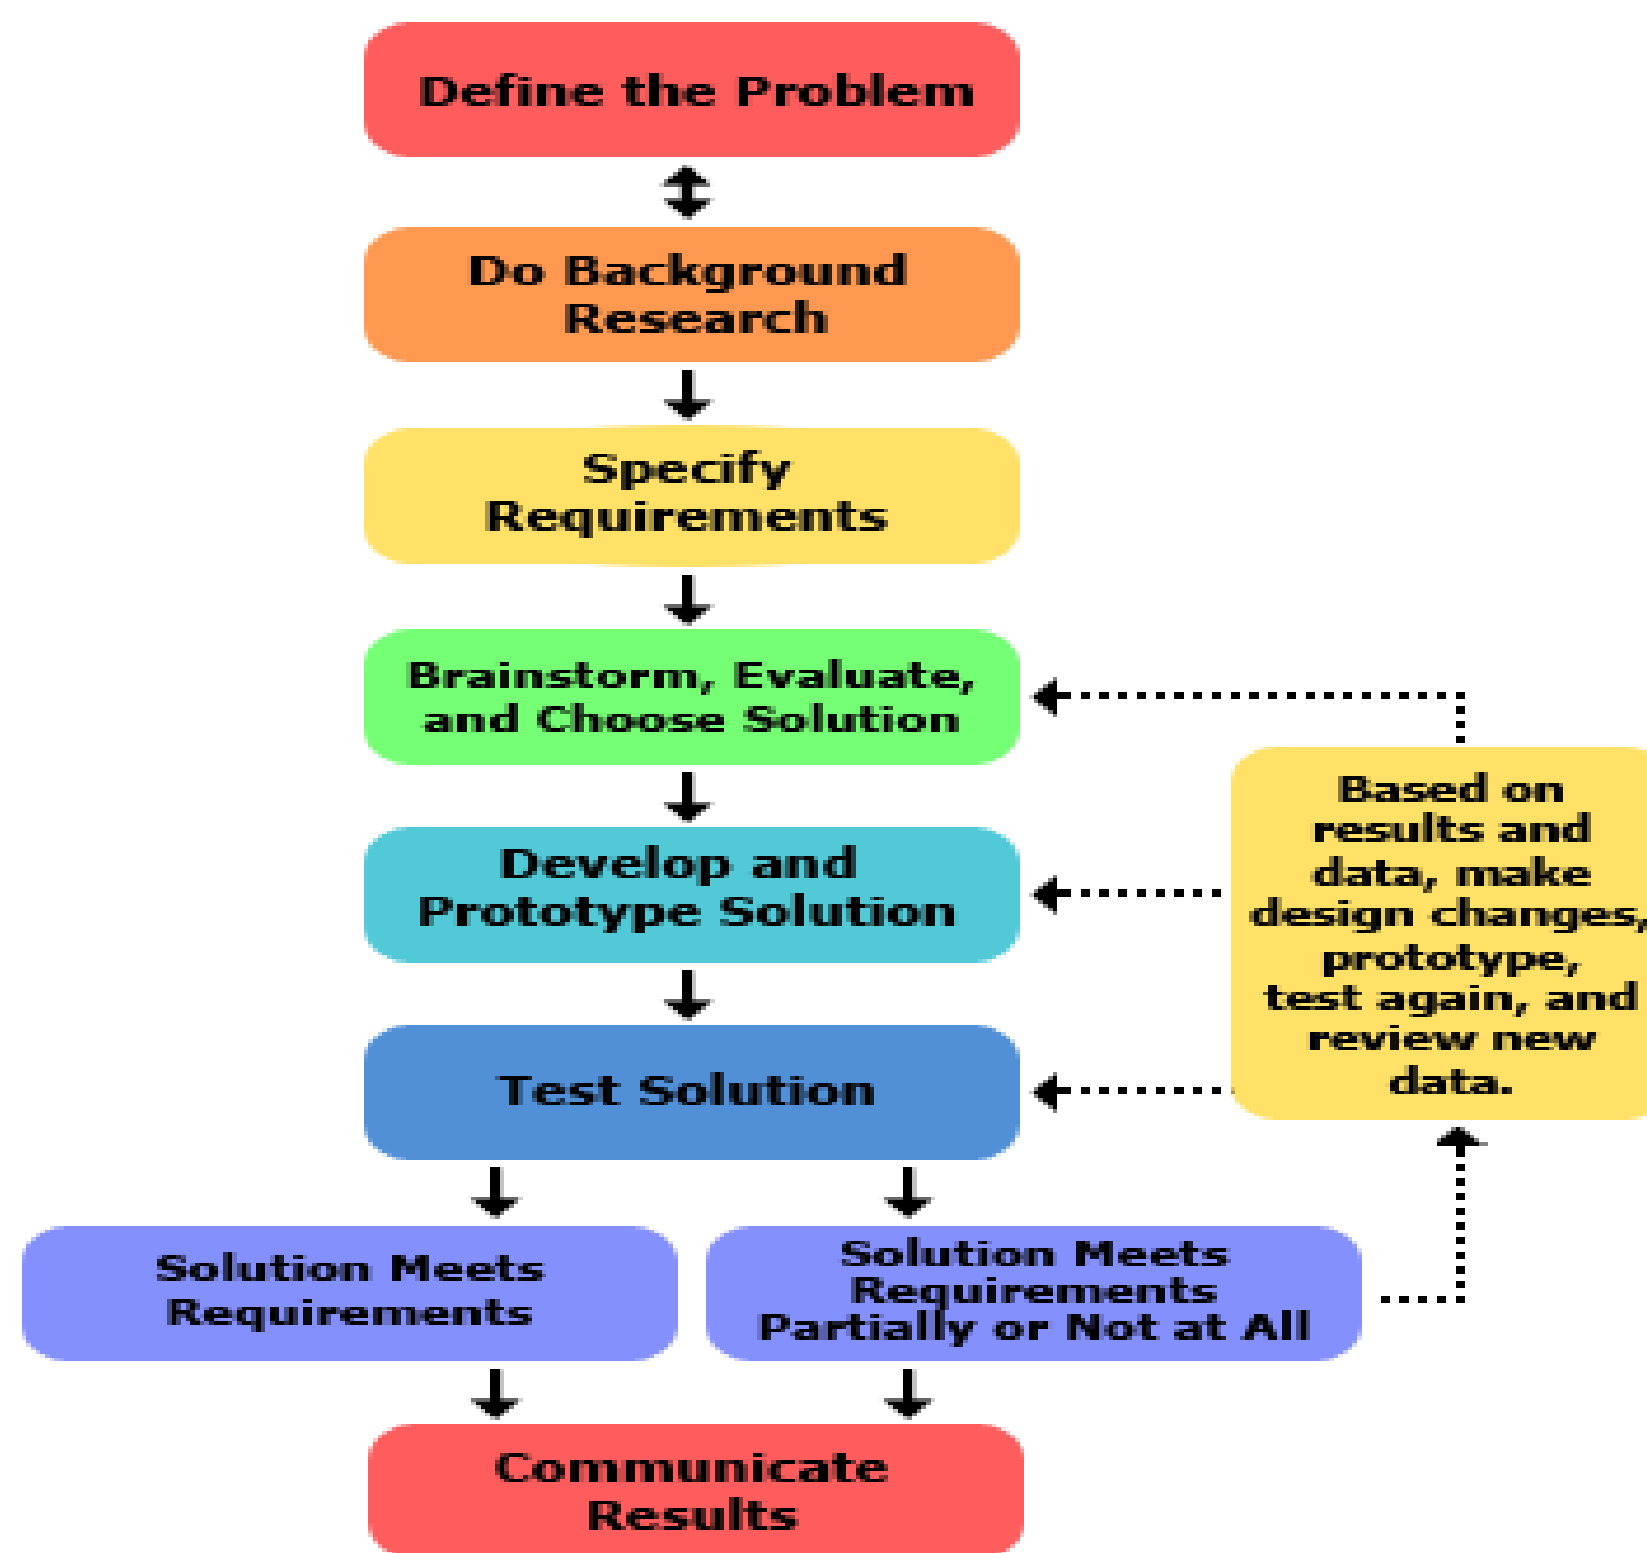 Define the Problem
Do Background
Research
Specify
Requirements
Brainstorm, Evaluate,
and Choose Solution
Develop and
Prototype Solution
Test Solution
Based on
results and
data, make
design changes,
prototype,
test again, and
review new
data.
Solution Meets
Requirements
Solution Meets
Requirements
Partially or Not at All
Communicate
Results